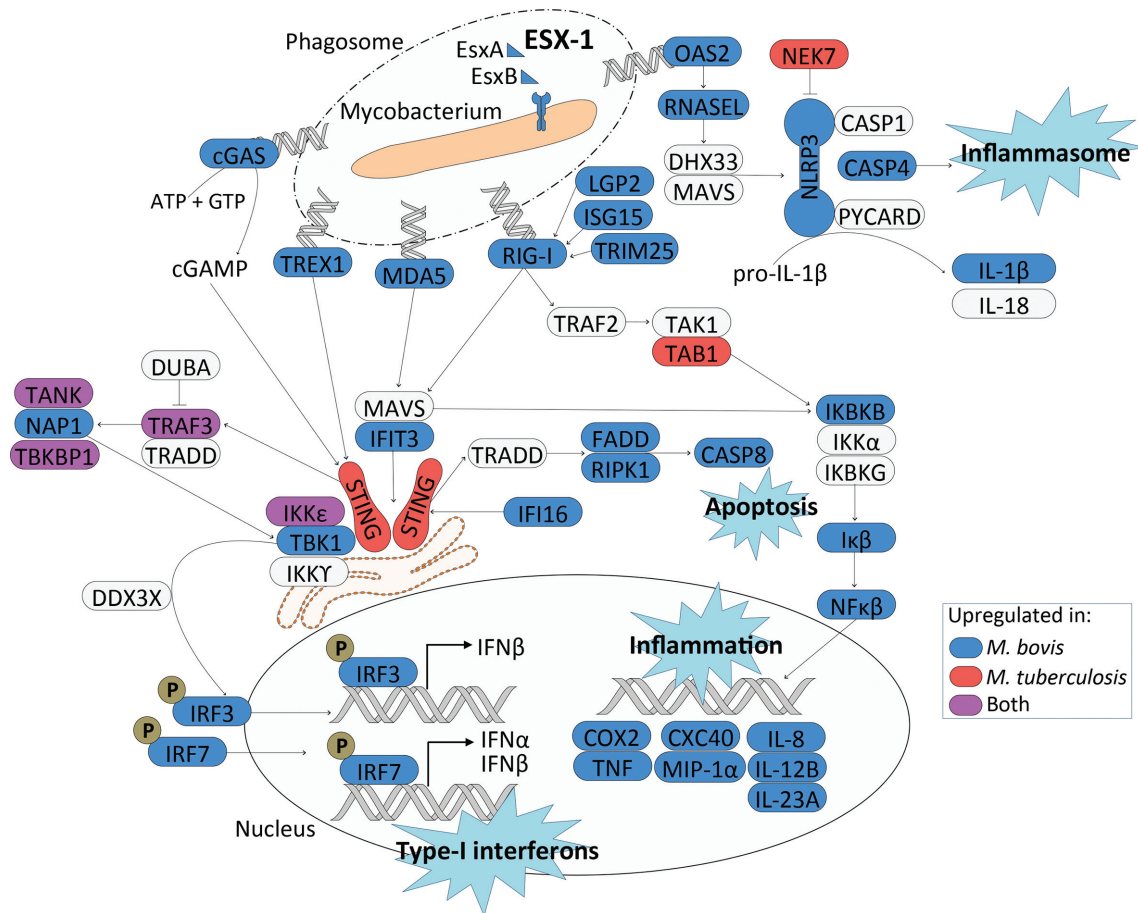 Phagosome
ESX-1
EsxA
EsxB
Mycobacterium
OAS2
NEK7
RNASEL
cGAS
ATP + GTP
DHX33
MAVS
NLRP3
CASP1
CASP4
PYCARD
Inflammasome
LGP2
ISG15
TRIM25
cGAMP
TREX1
MDA5
RIG-I
pro-IL-1β
IL-1β
IL-18
TRAF2
TAK1
TAB1
DUBA
TANK
NAP1
TBKBP1
TRAF3
TRADD
MAVS
IFIT3
TRADD
FADD
RIPK1
CASP8
IKBKB
IKKα
IKBKG
STING
STING
IFI16
Apoptosis
IKKε
TBK1
IKKϒ
Iκβ
DDX3X
NFκβ
Upregulated in:
M. bovis
M. tuberculosis
Both
P
IRF3
IFNβ
Inflammation
P
IRF3
P
IRF7
P
IRF7
IFNα
IFNβ
COX2
TNF
CXC40
MIP-1α
IL-8
IL-12B
IL-23A
Nucleus
Type-I interferons